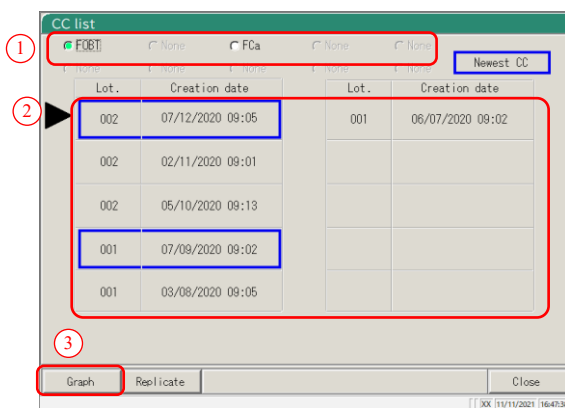 CC list
1
FOBT None FCa None None
None None None None None
Newest CC
Lot. Creation date Lot. Creation date
2
002 07/12/2020 09:05 001 06/07/2020 09:02
002 02/11/2020 09:01
002 05/10/2020 09:13
001 07/09/2020 09:02
001 03/08/2020 09:05
3
Graph Replicate Close
XX 11/11/2021 16:47:38